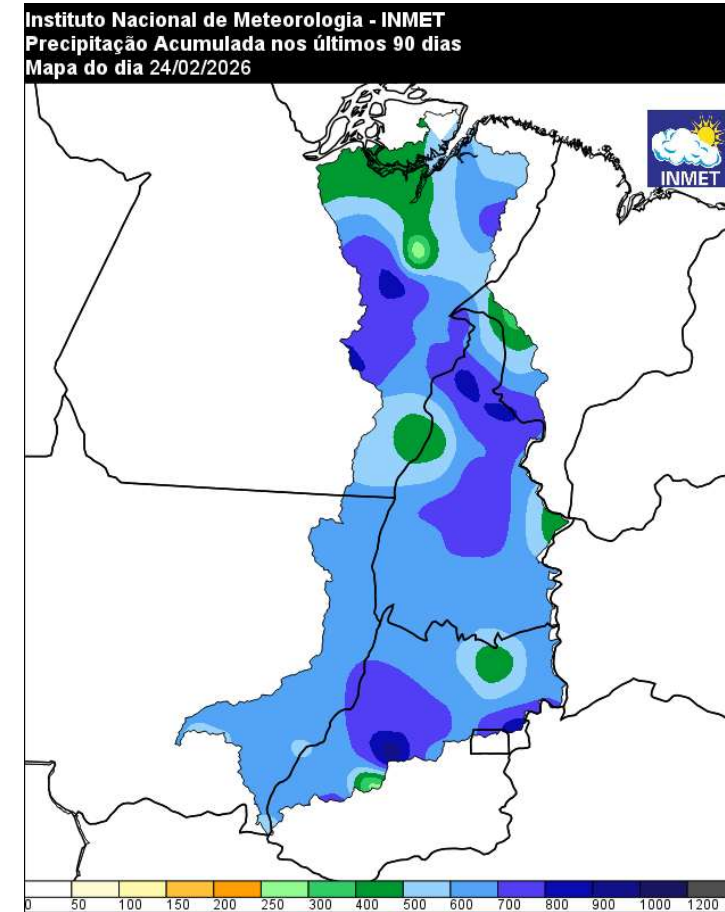 Instituto Nacional de Meteorologia - INMET
Precipitação Acumulada nos últimos 90 dias
Mapa do dia 24/02/2026
INMET
0 50 100 150 200 250 300 400 500 600 700 800 900 1000 1200